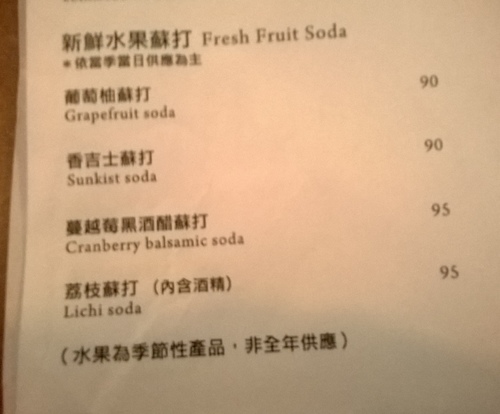 新鮮水果蘇打 Fresh Fruit Soda
*依當季當日供應為主
葡萄柚蘇打 90
Grapefruit soda
香吉士蘇打 90
Sunkist soda
蔓越莓黑酒醋蘇打 95
Cranberry balsamic soda
荔枝蘇打 （內含酒精） 95
Lichi soda
（水果為季節性產品，非全年供應）